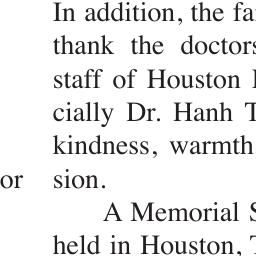 In addition, the
thank the doctors
staff of Houston
cially Dr. Hanh
kindness, warmth
or sion.
A Memorial
held in Houston,